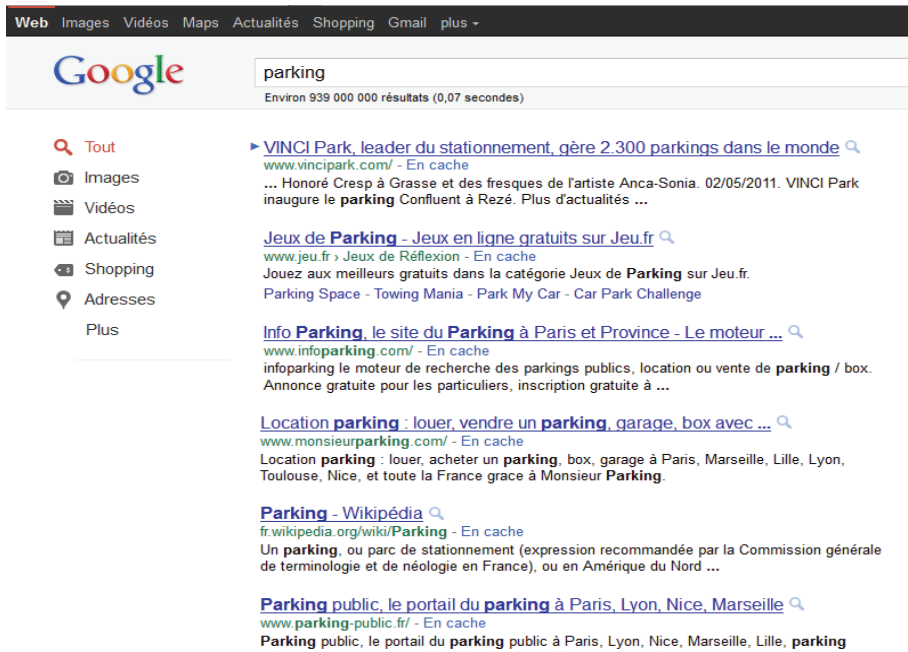 Web Images Vidéos Maps Actualités Shopping Gmail plus
Google
parking
Environ 939 000 000 résultats (0,07 secondes)
Tout
Images
Vidéos
Actualités
Shopping
Adresses
Plus
VINCI Park, leader du stationnement, gère 2.300 parkings dans le monde
www.vincipark.com/ - En cache
... Honoré Cresp à Grasse et des fresques de l'artiste Anca-Sonia. 02/05/2011. VINCI Park
inaugure le parking Confluent à Rezé. Plus d'actualités ...
Jeux de Parking - Jeux en ligne gratuits sur Jeu.fr
www.jeu.fr › Jeux de Réflexion - En cache
Jouez aux meilleurs gratuits dans la catégorie Jeux de Parking sur Jeu.fr.
Parking Space - Towing Mania - Park My Car - Car Park Challenge
Info Parking, le site du Parking à Paris et Province - Le moteur ...
www.infoparking.com/ - En cache
infoparking le moteur de recherche des parkings publics, location ou vente de parking / box.
Annonce gratuite pour les particuliers, inscription gratuite à ...
Location parking : louer, vendre un parking, garage, box avec ...
www.monsieurparking.com/ - En cache
Location parking : louer, acheter un parking, box, garage à Paris, Marseille, Lille, Lyon,
Toulouse, Nice, et toute la France grace à Monsieur Parking.
Parking - Wikipédia
fr.wikipedia.org/wiki/Parking - En cache
Un parking, ou parc de stationnement (expression recommandée par la Commission générale
de terminologie et de néologie en France), ou en Amérique du Nord ...
Parking public, le portail du parking à Paris, Lyon, Nice, Marseille
www.parking-public.fr/ - En cache
Parking public, le portail du parking public à Paris, Lyon, Nice, Marseille, Lille, parking